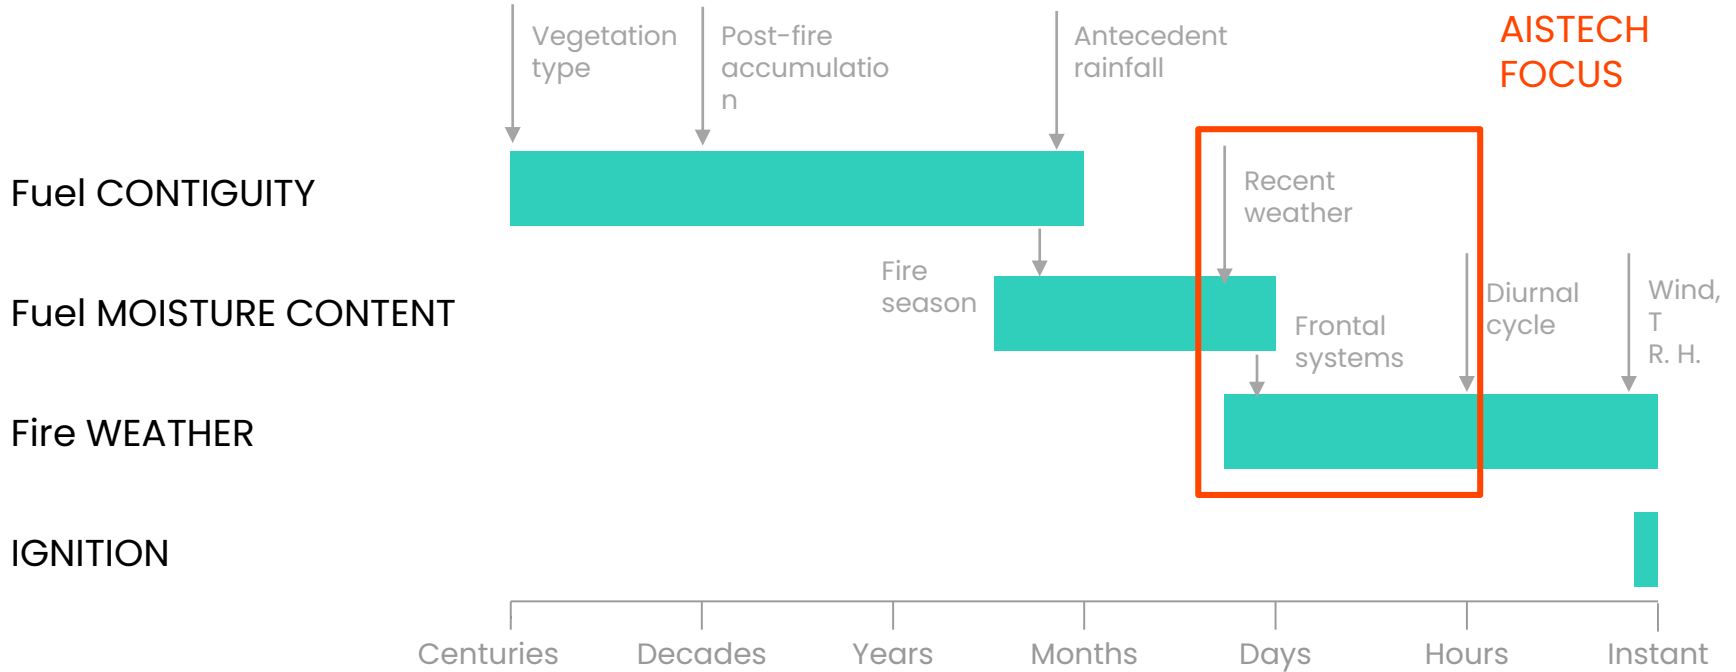 Vegetation
type
Post-fire
accumulatio
n
Antecedent
rainfall
AISTECH
FOCUS
Fuel CONTIGUITY
Recent
weather
Fire
season
Fuel MOISTURE CONTENT
Frontal
systems
Diurnal
cycle
Wind,
T
R. H.
Fire WEATHER
IGNITION
Centuries
Decades
Years
Months
Days
Hours
Instant